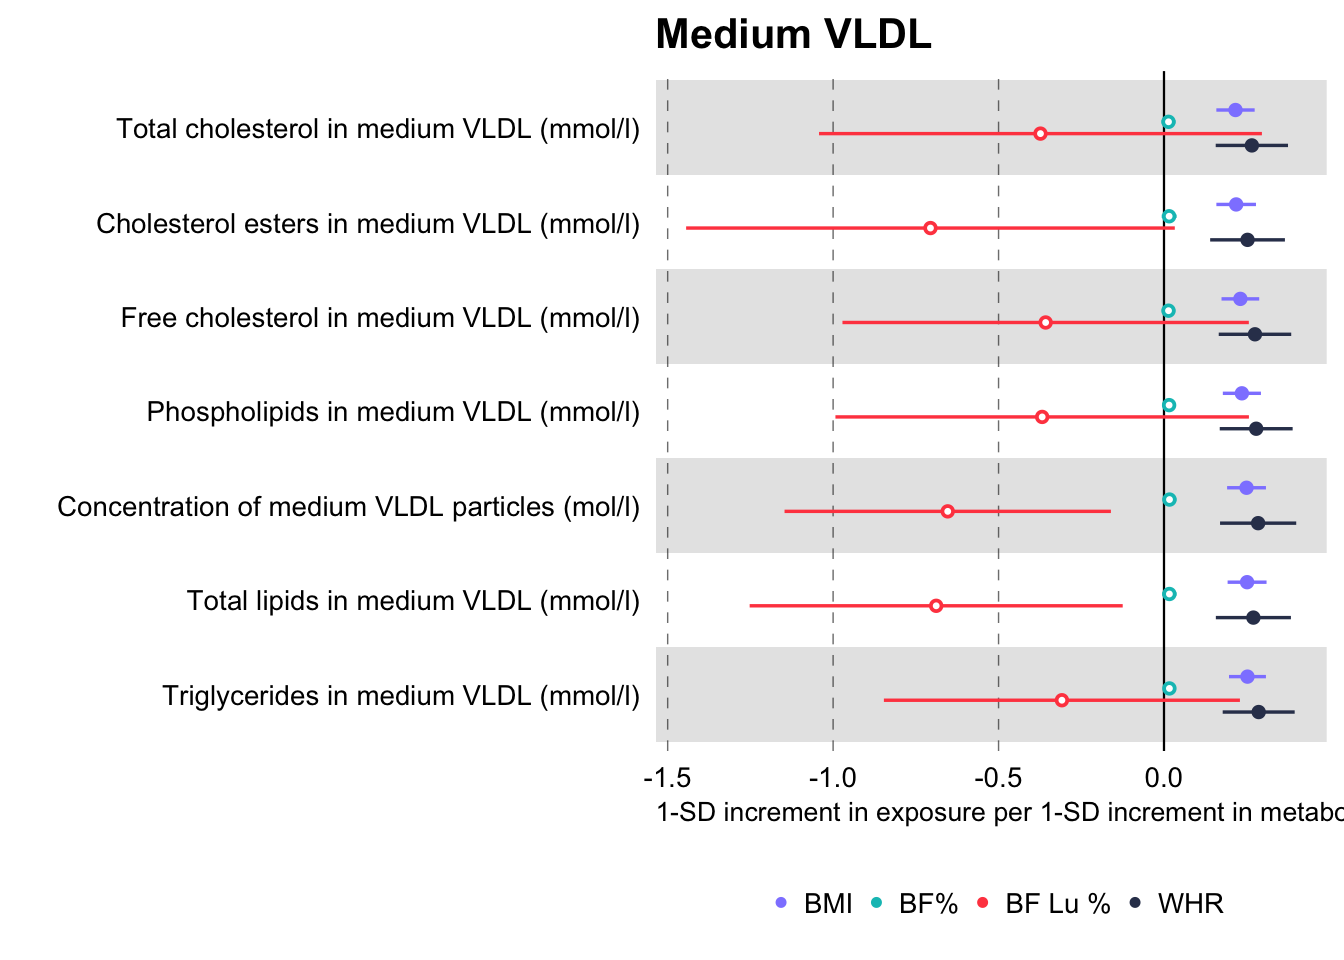 Medium VLDL
Total cholesterol in medium VLDL (mmol/l)
Cholesterol esters in medium VLDL (mmol/l)
Free cholesterol in medium VLDL (mmol/l)
Phospholipids in medium VLDL (mmol/l)
Concentration of medium VLDL particles (mol/l)
Total lipids in medium VLDL (mmol/l)
Triglycerides in medium VLDL (mmol/l)
-1.5 -1.0 -0.5 0.0
1-SD increment in exposure per 1-SD increment in metabo
BMI BF% BF Lu % WHR